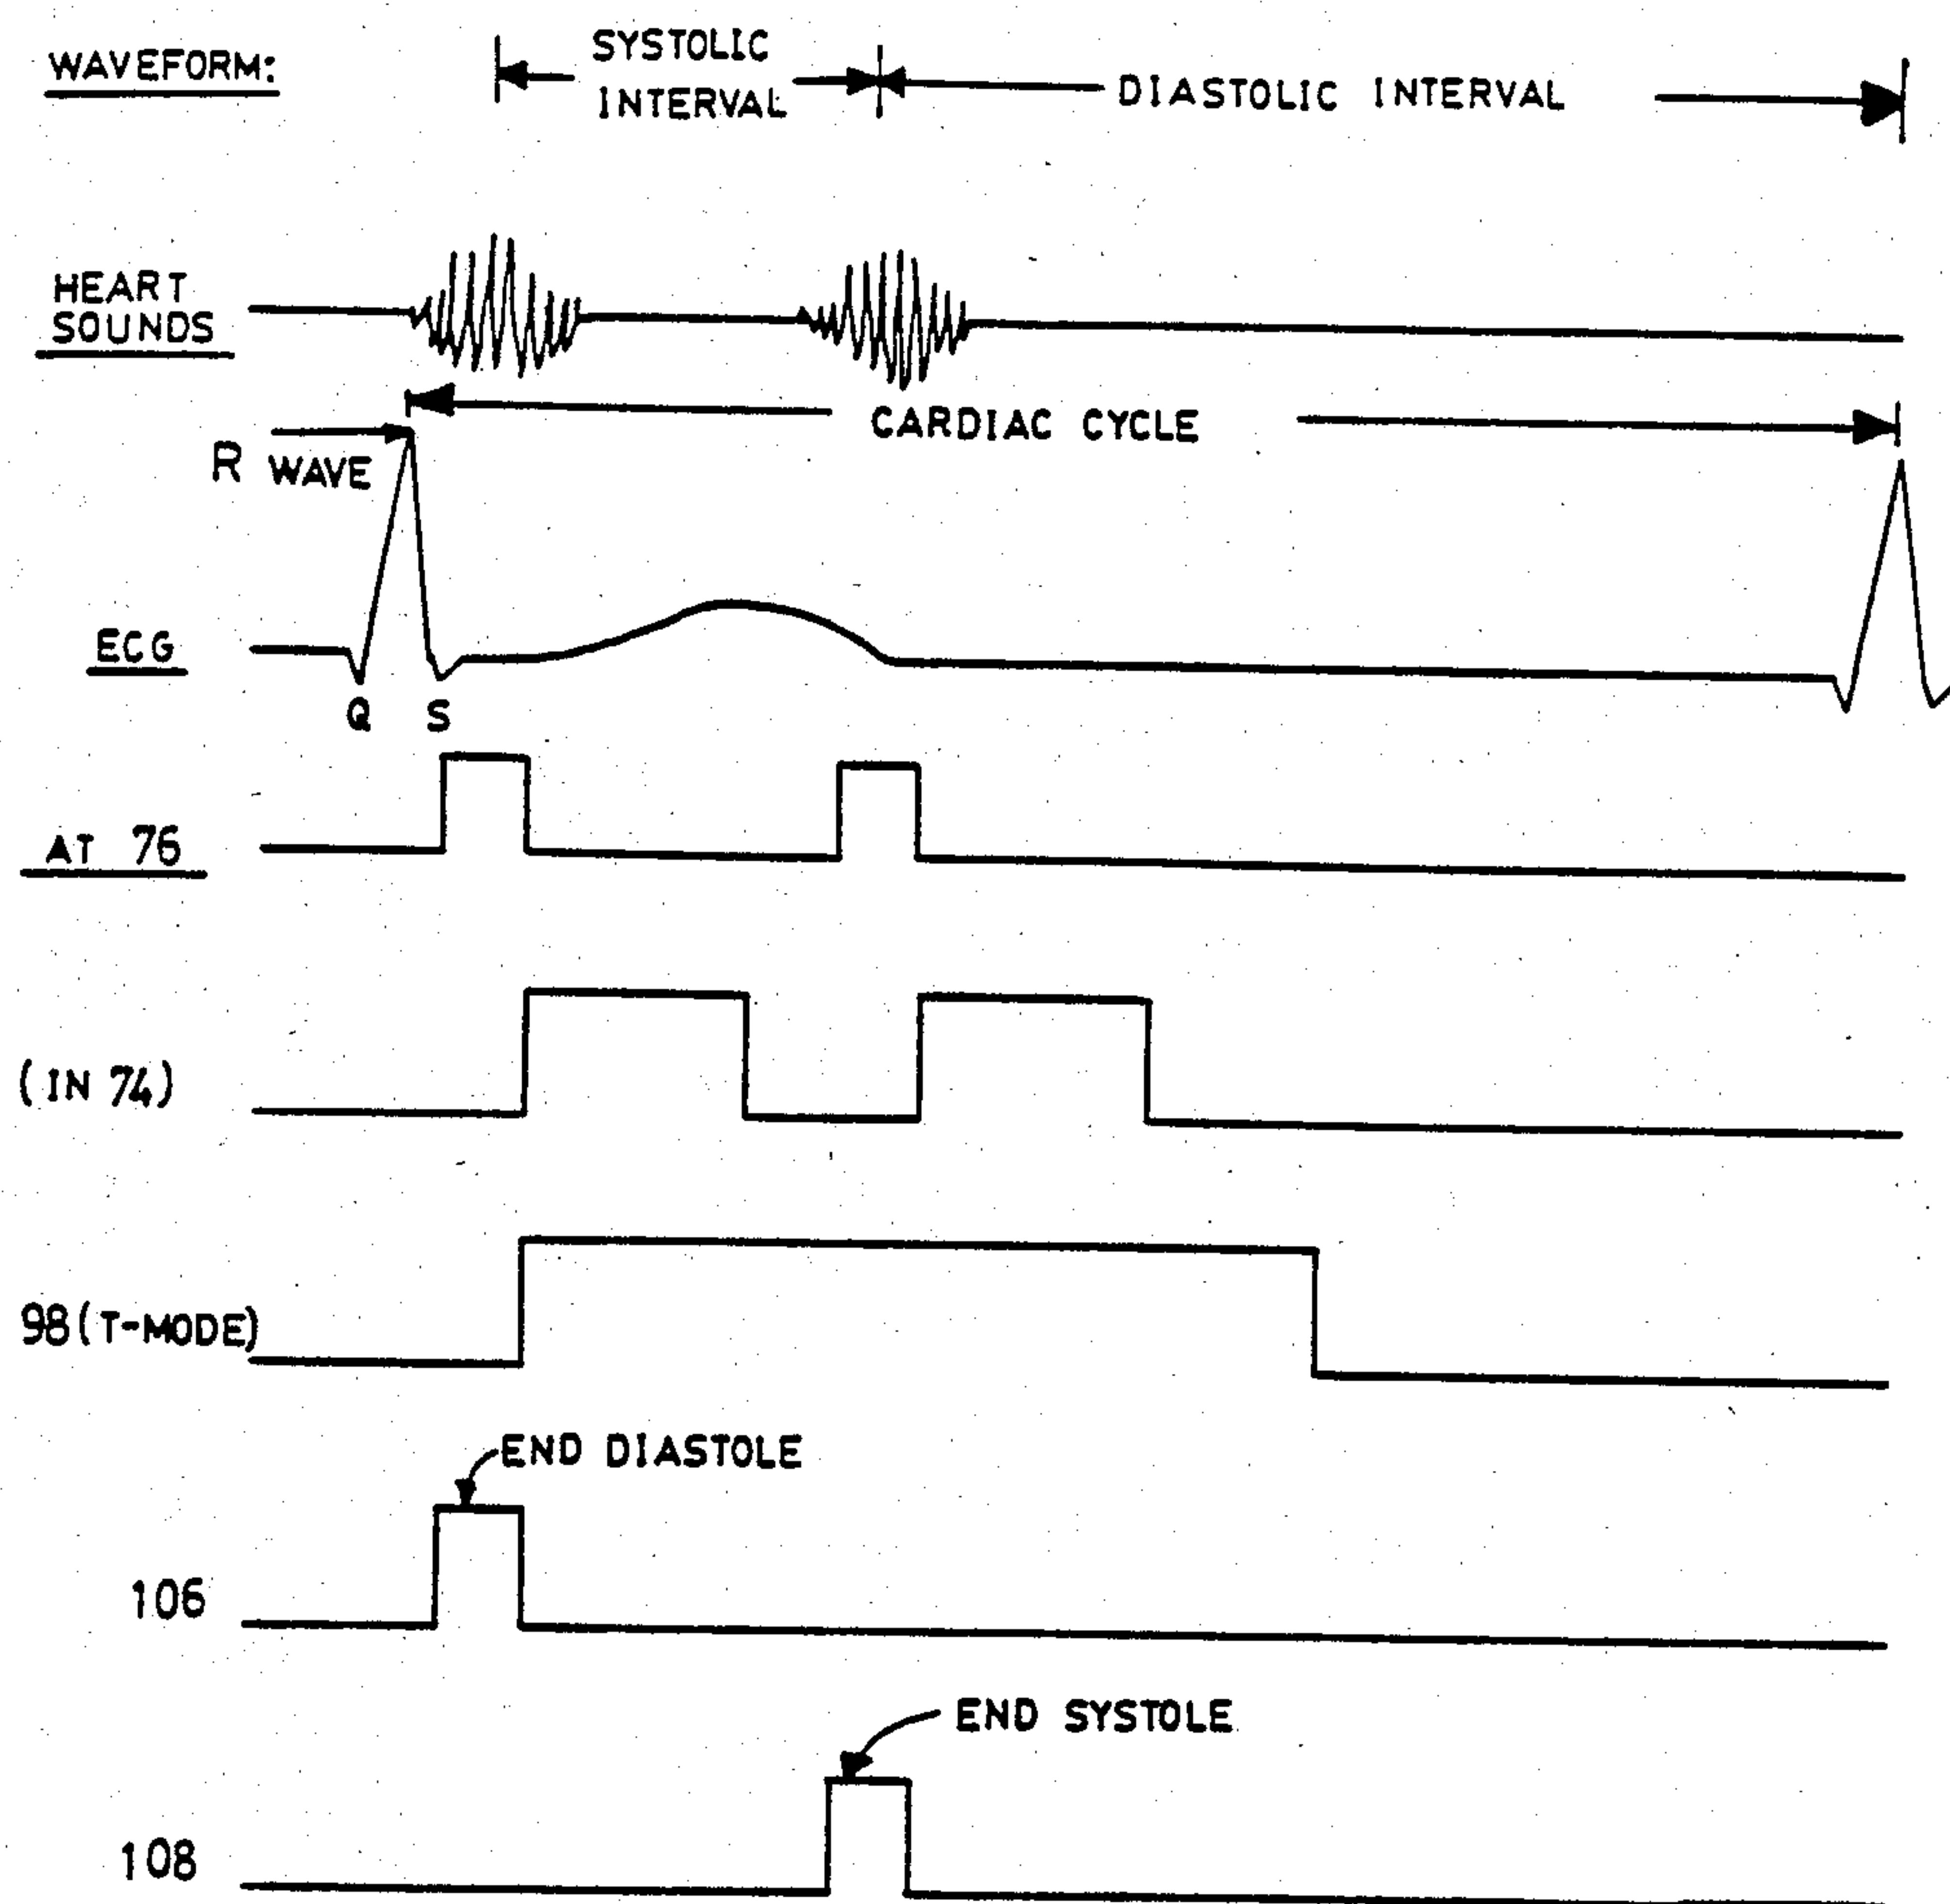 WAVEFORM:
SYSTOLIC
INTERVAL
DIASTOLIC INTERVAL
HEART
SOUNDS
CARDIAC CYCLE
R WAVE
ECG
Q S
AT 76
(IN 74)
98(T-MODE)
END DIASTOLE
106
END SYSTOLE
108